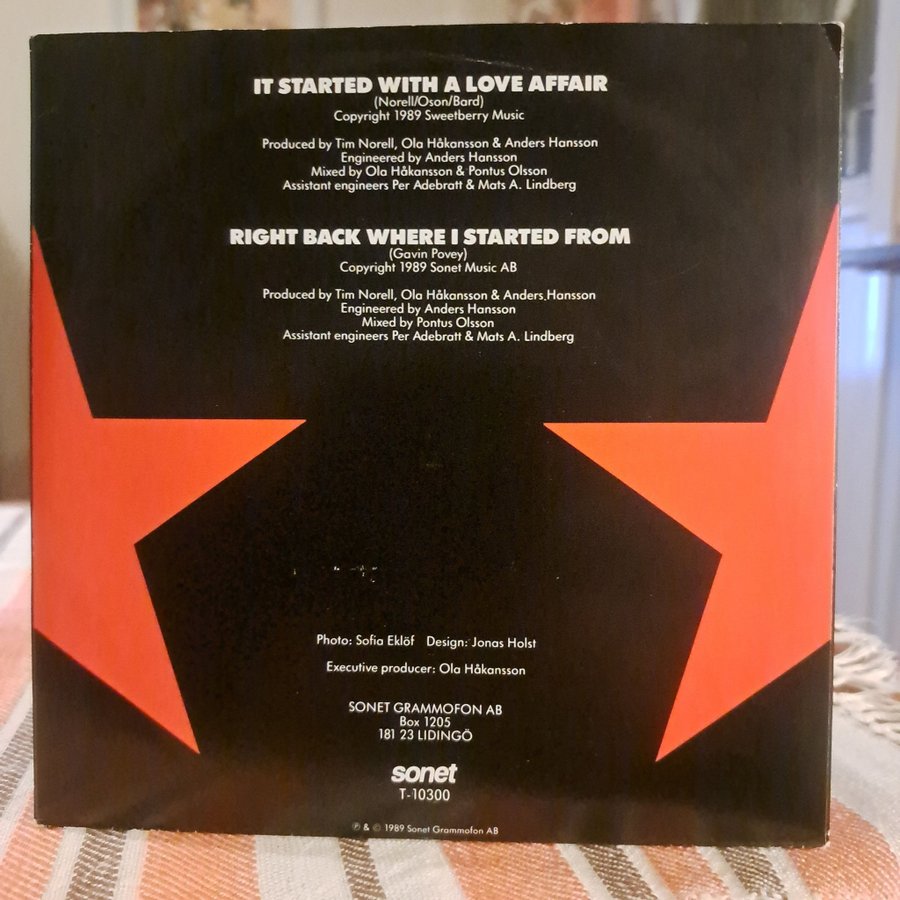 IT STARTED WITH A LOVE AFFAIR
(Norell/Oson/Bard)
Copyright 1989 Sweetberry Music
Produced by Tim Norell, Ola Håkansson & Anders Hansson
Engineered by Anders Hansson
Mixed by Ola Håkansson & Pontus Olsson
Assistant engineers Per Adebratt & Mats A. Lindberg
RIGHT BACK WHERE I STARTED FROM
(Gavin Povey)
Copyright 1989 Sonet Music AB
Produced by Tim Norell, Ola Håkansson & Anders Hansson
Engineered by Anders Hansson
Mixed by Pontus Olsson
Assistant engineers Per Adebratt & Mats A. Lindberg
Photo: Sofia Eklöf Design: Jonas Holst
Executive producer: Ola Håkansson
SONET GRAMMOFON AB
Box 1205
181 23 LIDINGÖ
sonet
T-10300
℗ & © 1989 Sonet Grammofon AB